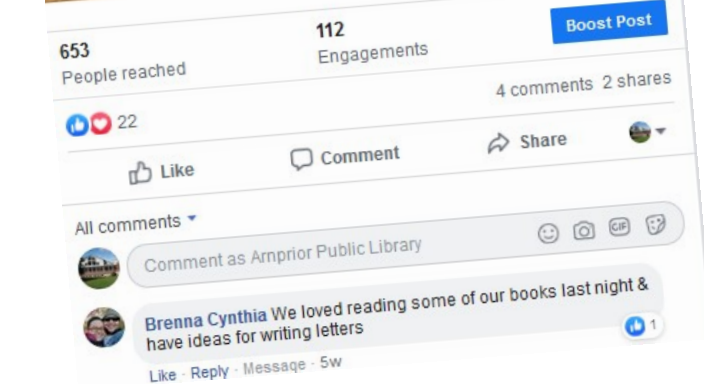 653
People reached
112
Engagements
Boost Post
22
4 comments 2 shares
Like
Comment
Share
All comments
Comment as Arnprior Public Library
GIF
Brenna Cynthia We loved reading some of our books last night &
have ideas for writing letters
1
Like · Reply · Message · 5w